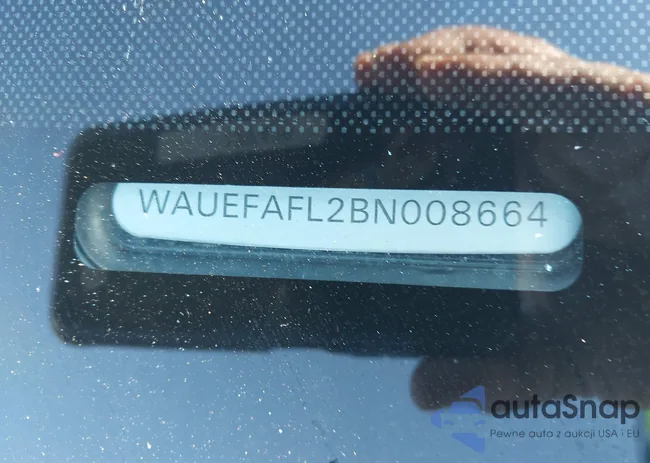 WAUEFAFL2BN008664
autaSnap
Pewne auta z aukcji USA i EU